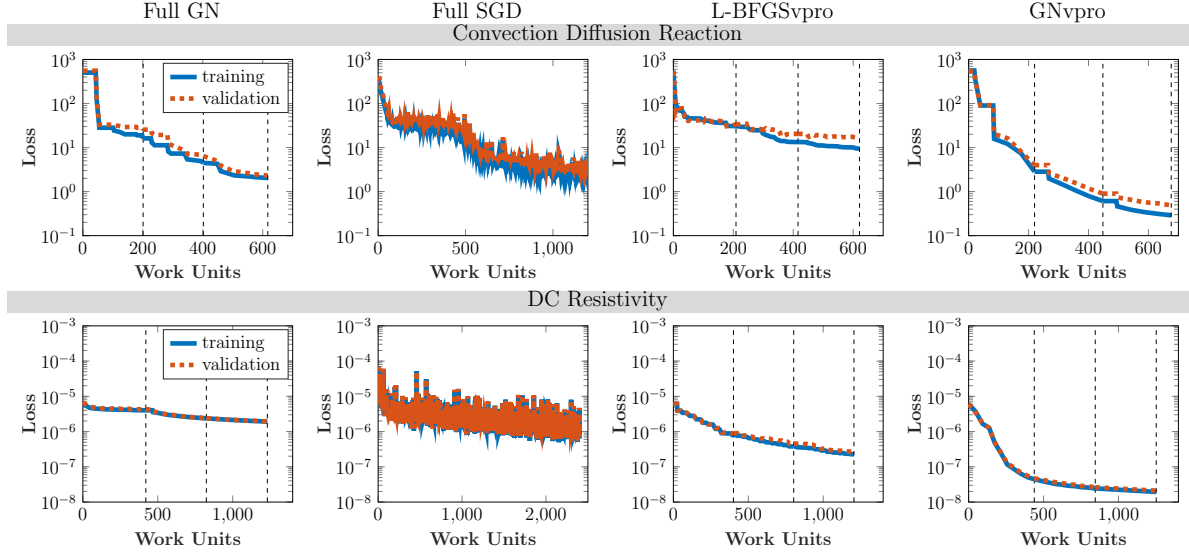 Full GN
Full SGD
L-BFGSvpro
GNvpro
Convection Diffusion Reaction
10^3
10^2
10^1
10^0
10^−1
Loss
training
validation
0 200 400 600
Work Units
10^3
10^2
10^1
10^0
10^−1
Loss
0 500 1,000
Work Units
10^3
10^2
10^1
10^0
10^−1
Loss
0 200 400 600
Work Units
10^3
10^2
10^1
10^0
10^−1
Loss
0 200 400 600
Work Units
DC Resistivity
10^−3
10^−4
10^−5
10^−6
10^−7
10^−8
Loss
training
validation
0 500 1,000
Work Units
10^−3
10^−4
10^−5
10^−6
10^−7
10^−8
Loss
0 1,000 2,000
Work Units
10^−3
10^−4
10^−5
10^−6
10^−7
10^−8
Loss
0 500 1,000
Work Units
10^−3
10^−4
10^−5
10^−6
10^−7
10^−8
Loss
0 500 1,000
Work Units